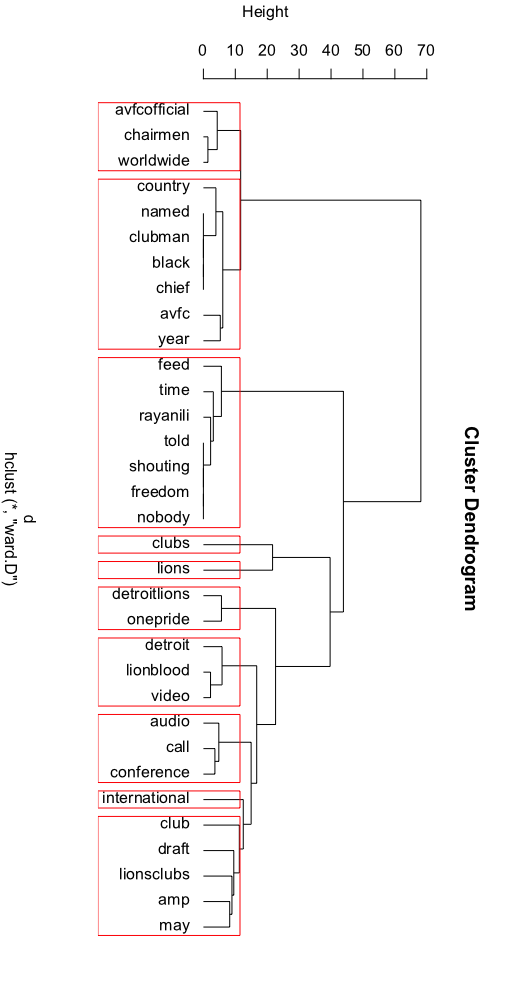 Height
0 10 20 30 40 50 60 70
avfcofficial
chairmen
worldwide
country
named
clubman
black
chief
avfc
year
feed
time
rayanili
told
shouting
freedom
nobody
clubs
lions
detroitlions
onepride
detroit
lionblood
video
audio
call
conference
international
club
draft
lionsclubs
amp
may
Cluster Dendrogram
d
hclust (*, "ward.D")